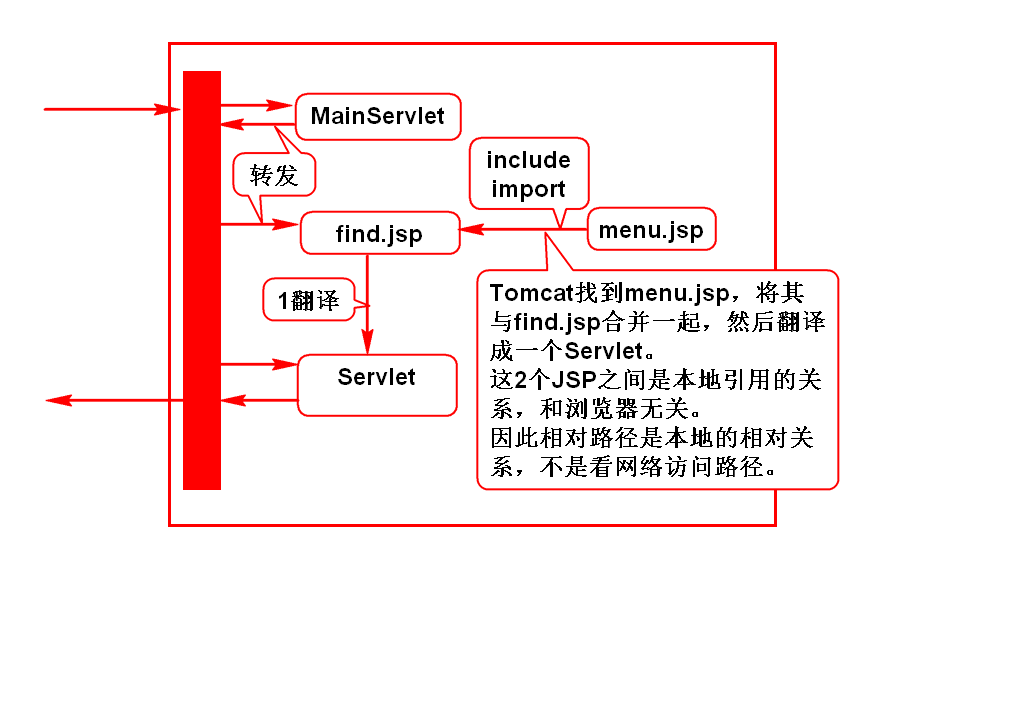 MainServlet
转发
include
import
find.jsp
menu.jsp
1翻译
Servlet
Tomcat找到menu.jsp，将其
与find.jsp合并一起，然后翻译
成一个Servlet。
这2个JSP之间是本地引用的关
系，和浏览器无关。
因此相对路径是本地的相对关
系，不是看网络访问路径。